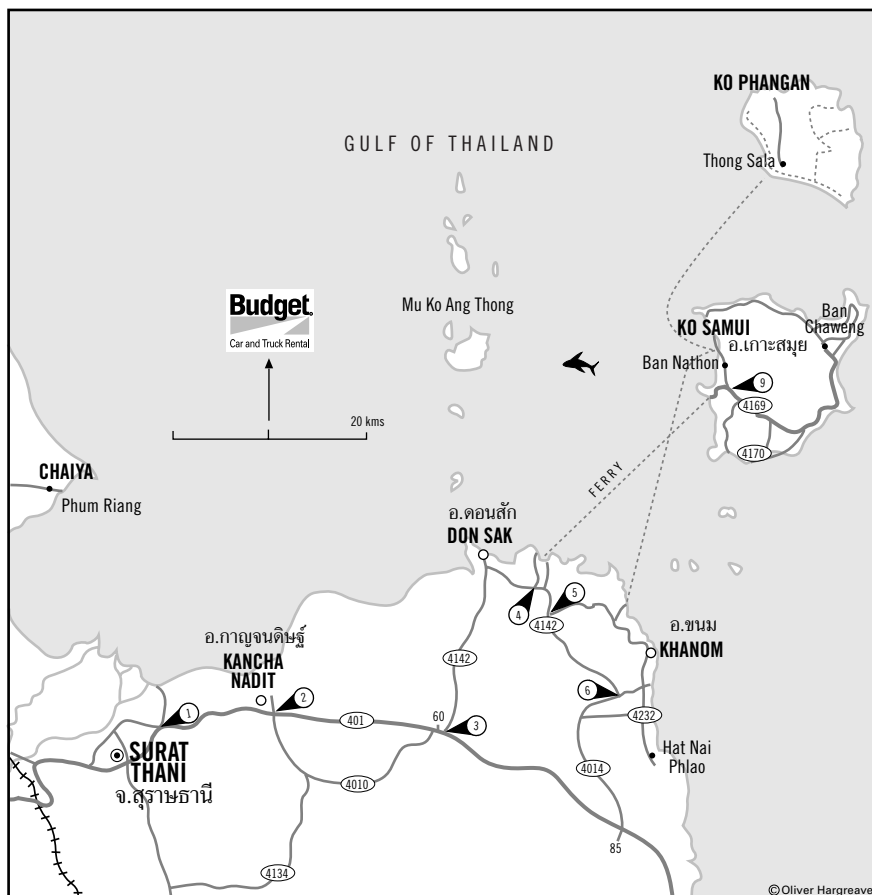 KO PHANGAN
GULF OF THAILAND
Thong Sala
Budget
Car and Truck Rental
Mu Ko Ang Thong
Ban
Chaweng
KO SAMUI
อ.เกาะสมุย
Ban Nathon
9
4169
20 kms
4170
CHAIYA
Phum Riang
FERRY
อ.ดอนสัก
DON SAK
5
4
4142
อ.ขนม
KHANOM
อ.กาญจนดิษฐ์
KANCHA
NADIT
4142
6
2
1
401
60
3
4232
SURAT
THANI
จ.สุราษธานี
Hat Nai
Phlao
4010
4014
85
4134
©Oliver Hargreave